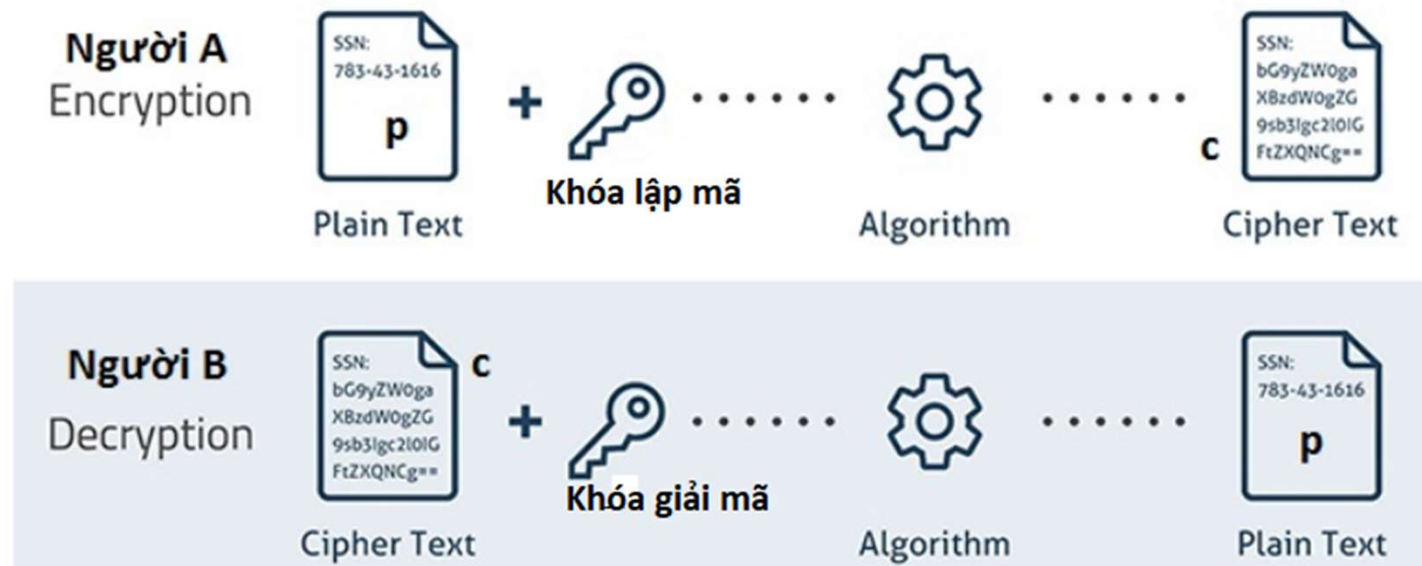 Người A
Encryption
SSN:
783-43-1616
p
+
Khóa lập mã
Plain Text
Algorithm
c
SSN:
bG9yZW0ga
XBzdW0gZG
9sb3Igc2l0IG
FtZXQNCg==
Cipher Text
Người B
Decryption
SSN:
bG9yZW0ga
XBzdW0gZG
9sb3Igc2l0IG
FtZXQNCg==
c
+
Khóa giải mã
Cipher Text
Algorithm
SSN:
783-43-1616
p
Plain Text